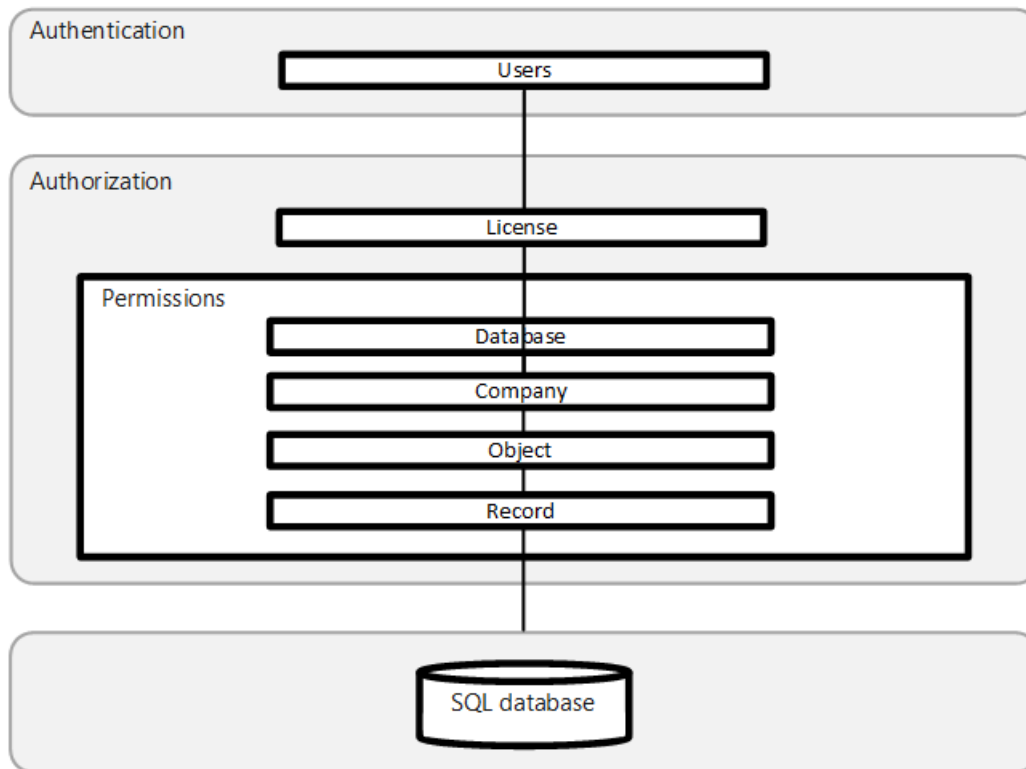 Authentication
Users
Authorization
License
Permissions
Database
Company
Object
Record
SQL database